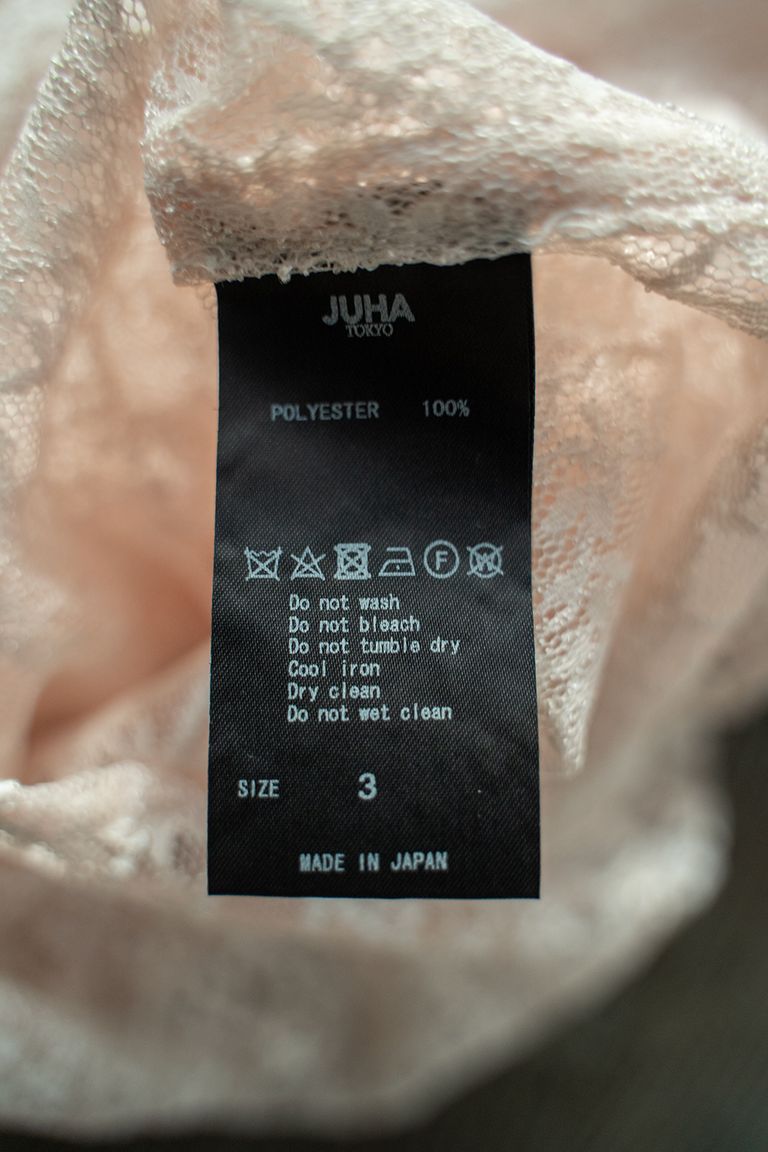 JUHA
TOKYO
POLYESTER 100%
F W
Do not wash
Do not bleach
Do not tumble dry
Cool iron
Dry clean
Do not wet clean
SIZE 3
MADE IN JAPAN